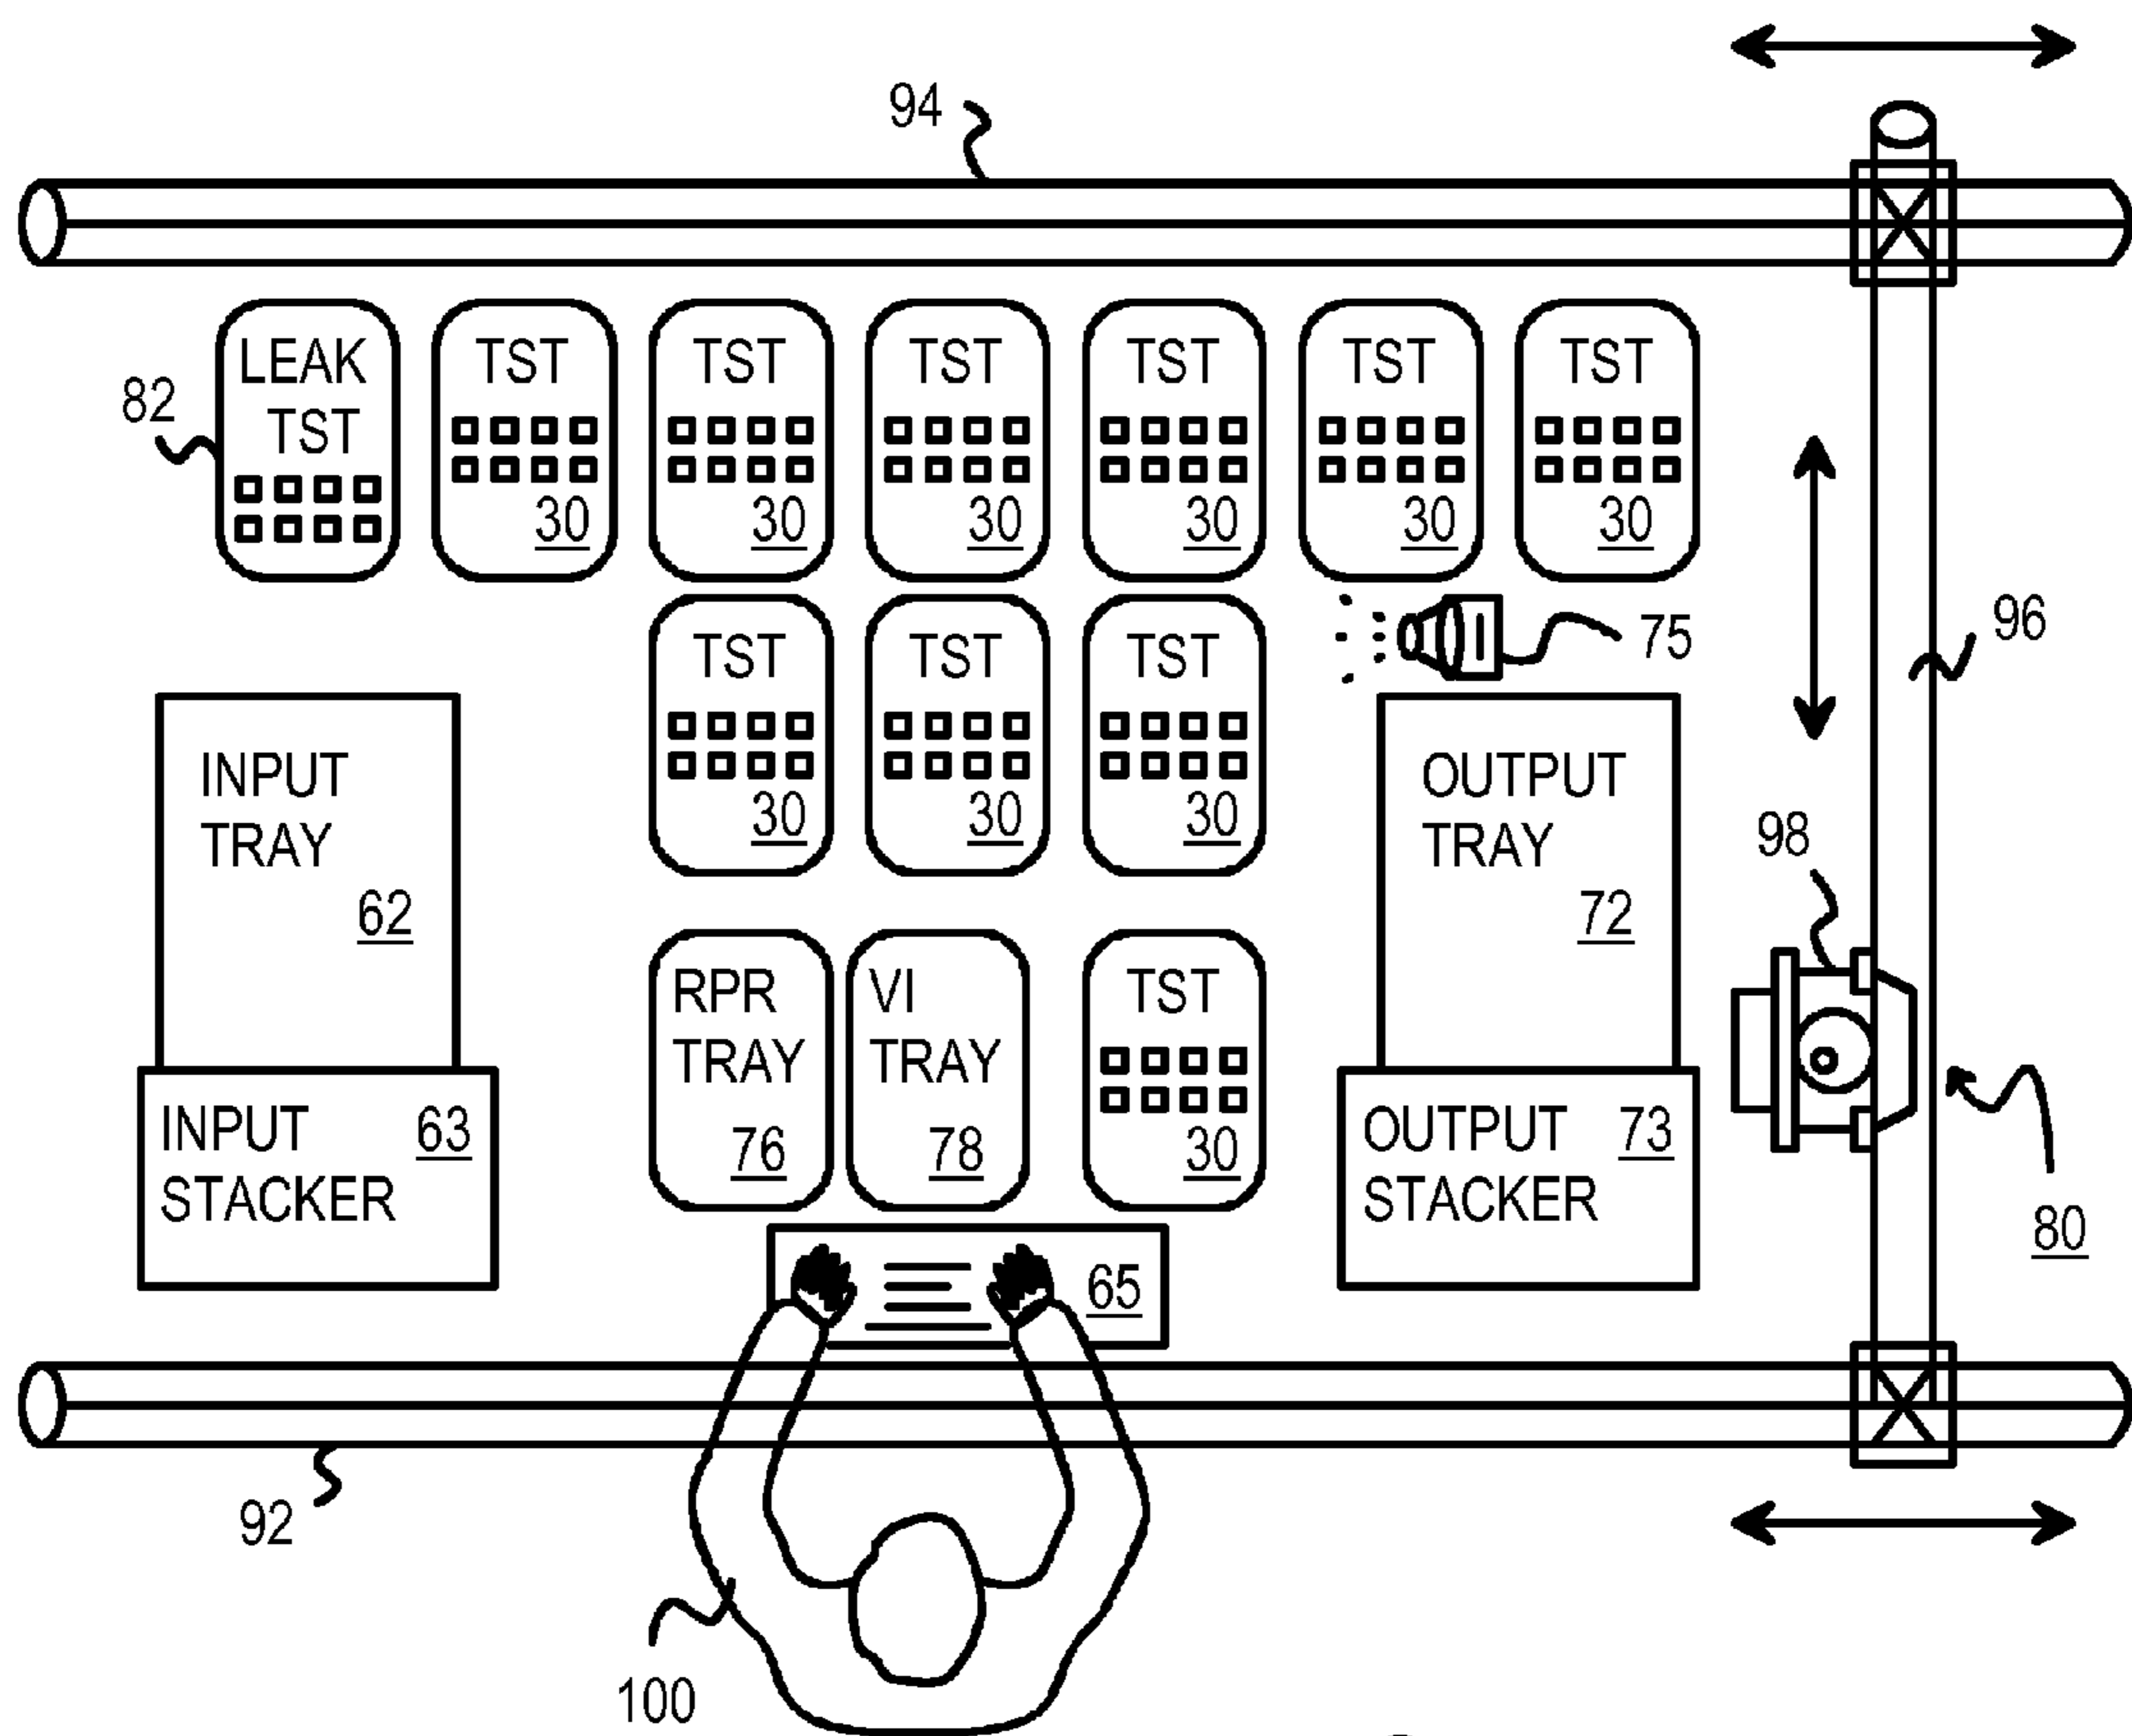 94
LEAK
TST
82
TST
30
TST
30
TST
30
TST
30
TST
30
TST
30
TST
30
TST
30
TST
30
75
96
INPUT
TRAY
62
OUTPUT
TRAY
72
98
RPR
TRAY
76
VI
TRAY
78
TST
30
INPUT
STACKER
63
OUTPUT
STACKER
73
80
65
92
100